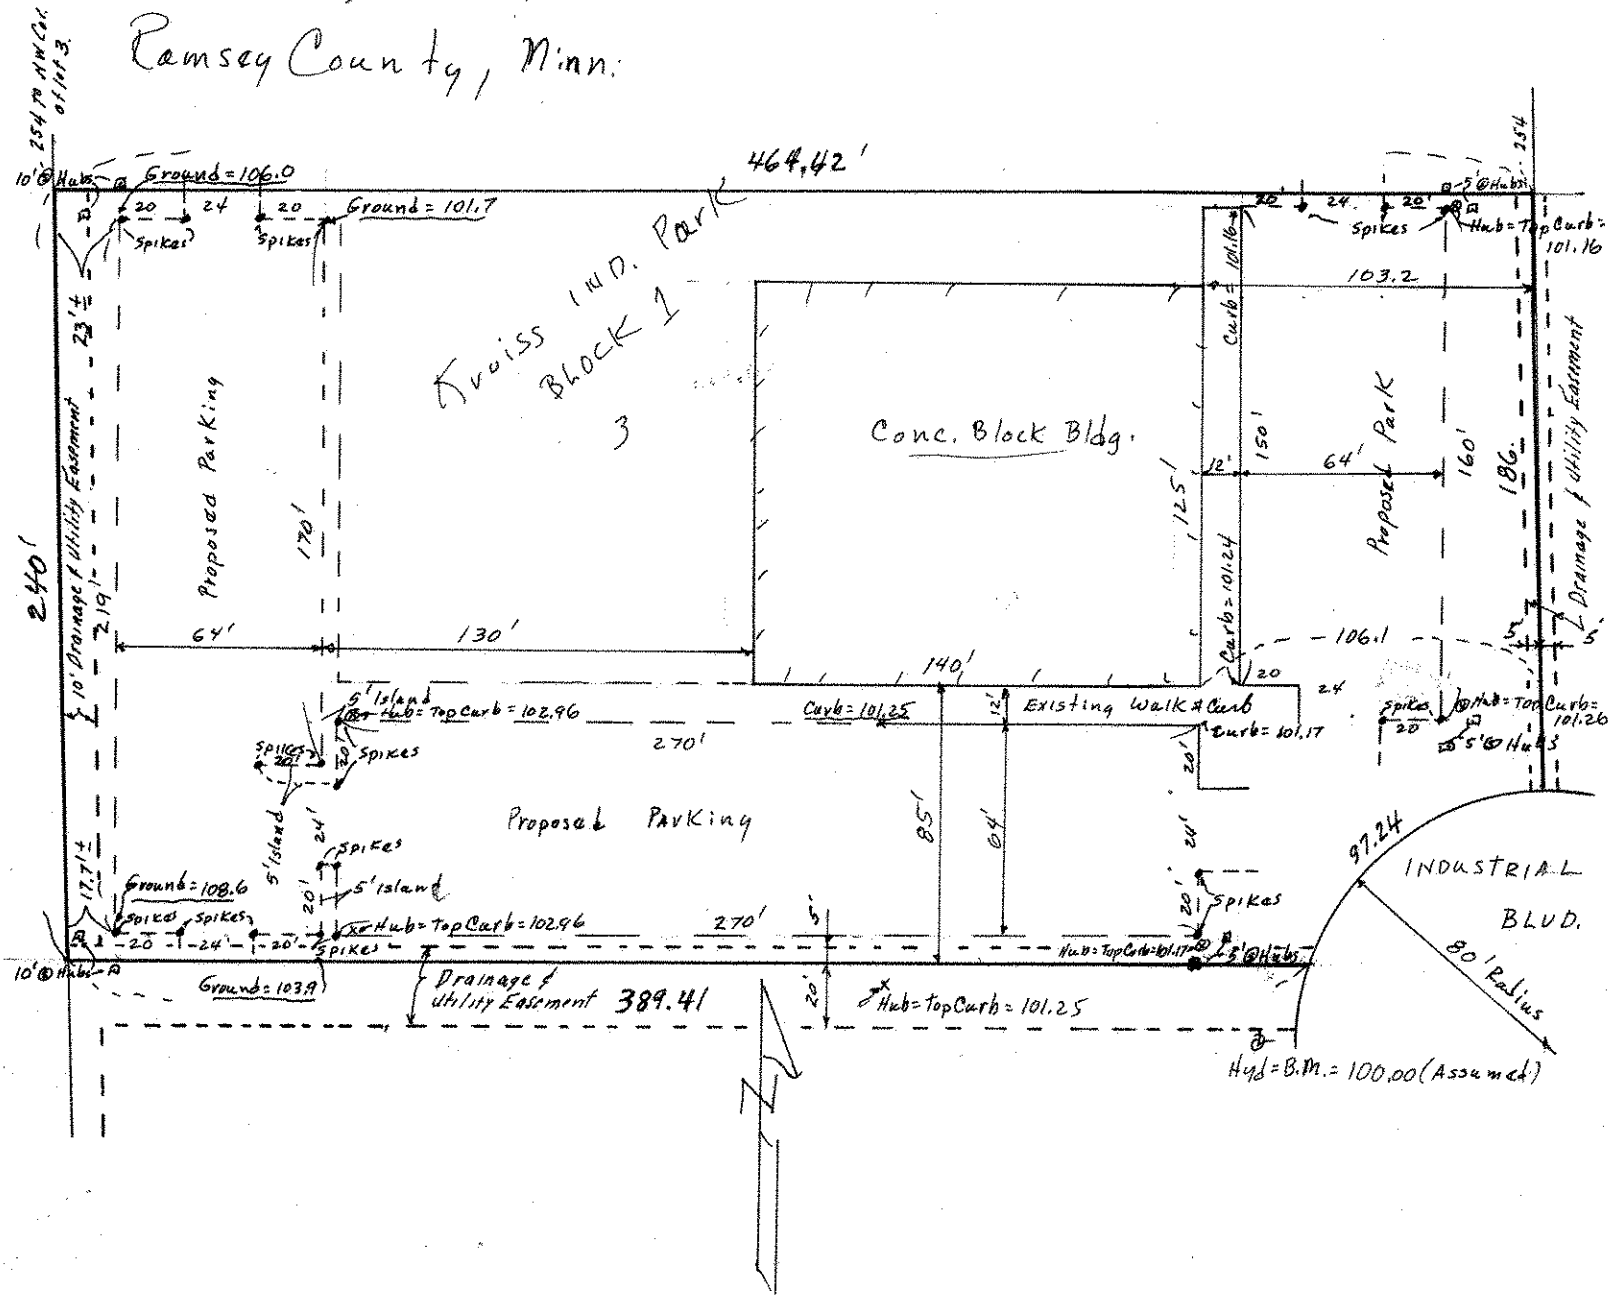 Ramsey County, Minn.
254 to NW Cor.
of lot 3.
464.42'
254
10' @ Hubs
Ground = 106.0
20
24
20
Spikes
Spikes
Ground = 101.7
20
24
20'
Spikes
5' @ Hubs
Hub = Top Curb =
101.16
103.2
Curb = 101.16
23' ±
10' Drainage & Utility Easement
219'
240'
Proposed Parking
170'
64'
130'
IND. Park
BLOCK 1
3
Conc. Block Bldg.
125'
140'
12'
150'
64'
Proposed Park
160'
186.
Drainage & Utility Easement
Curb = 101.24
106.1
5'
5'
20
24
Spikes
20
Hub = Top Curb =
101.26
5' @ Hubs
5' Island
Hub = Top Curb = 102.96
Curb = 101.25
12'
Existing Walk & Curb
Curb = 101.17
270'
Spikes
20'
20'
Spikes
20'
5' Island
24'
Proposed Parking
85'
64'
24'
Spikes
20'
5' Island
17.7' ±
Ground = 108.6
Spikes
Spikes
20
24
20'
Spikes
Hub = Top Curb = 102.96
270'
5'
20'
Spikes
Hub = Top Curb = 101.17
5' @ Hubs
10' @ Hubs
Ground = 103.9
Drainage &
Utility Easement
389.41
20'
Hub = Top Curb = 101.25
97.24
INDUSTRIAL
BLVD.
80' Radius
Hyd = B.M. = 100.00 (Assumed)
N